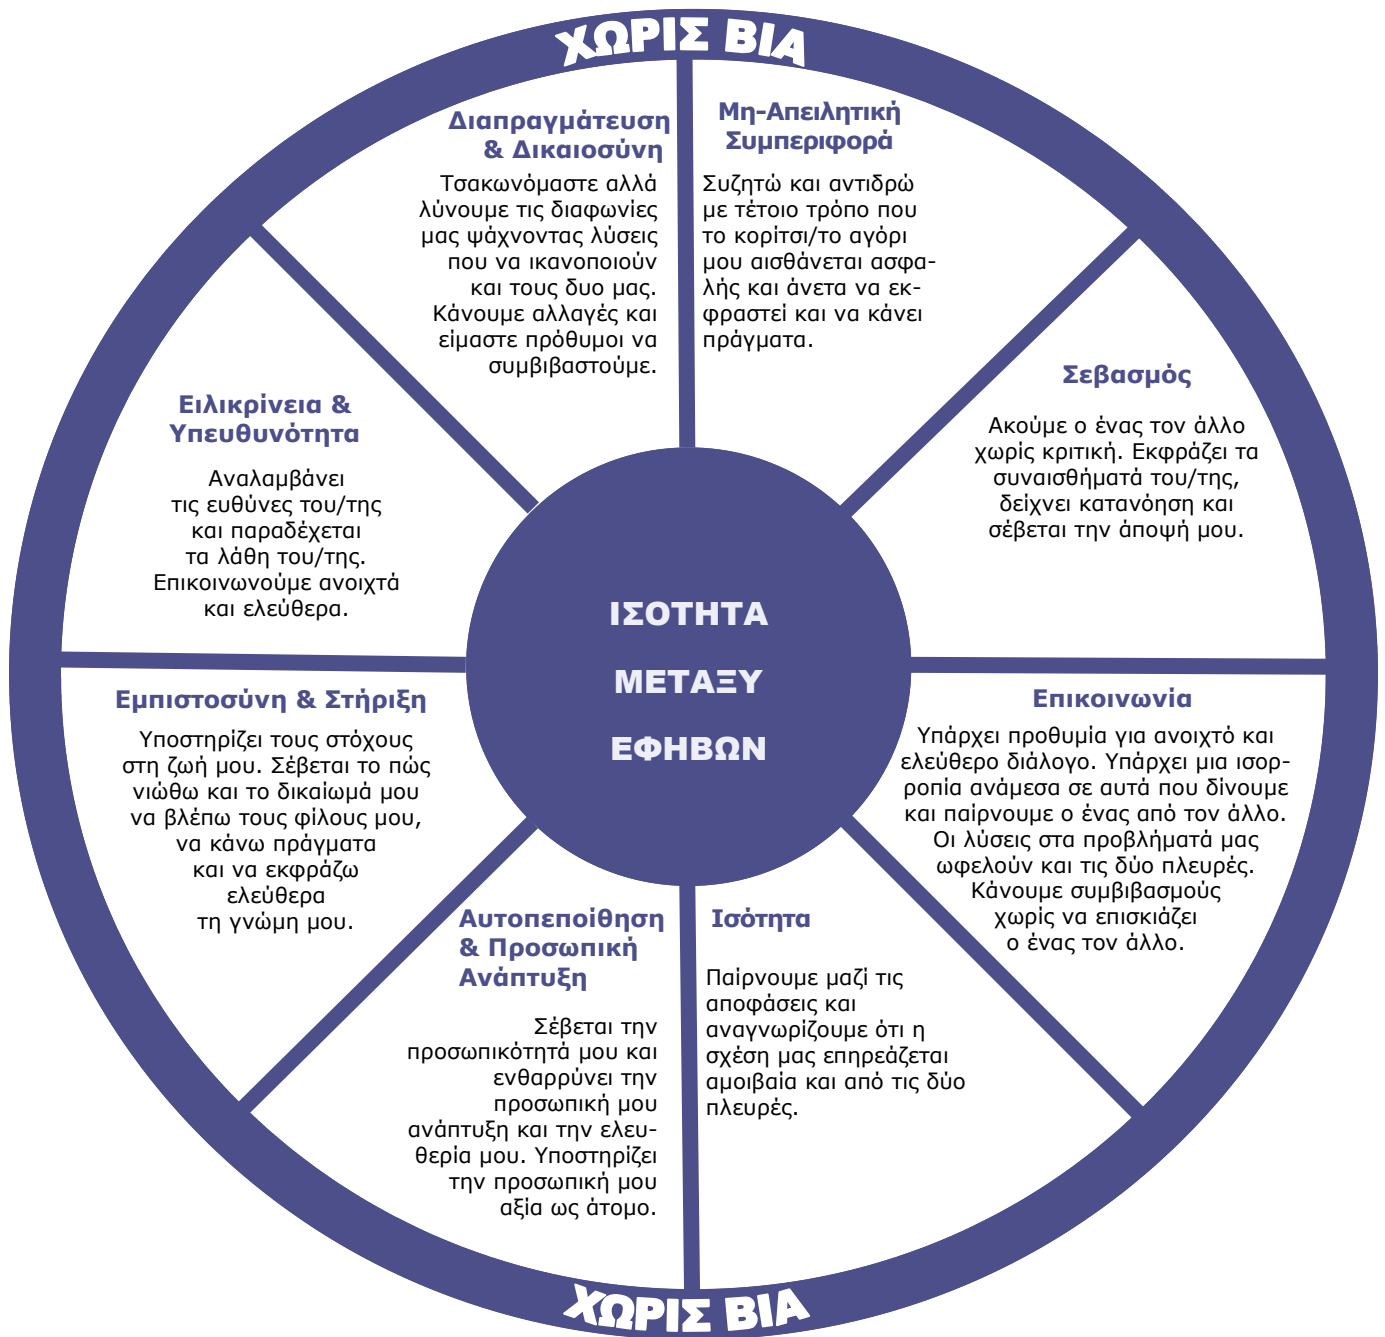 ΧΩΡΙΣ ΒΙΑ
Διαπραγμάτευση
& Δικαιοσύνη
Τσακωνόμαστε αλλά
λύνουμε τις διαφωνίες
μας ψάχνοντας λύσεις
που να ικανοποιούν
και τους δυο μας.
Κάνουμε αλλαγές και
είμαστε πρόθυμοι να
συμβιβαστούμε.
Μη-Απειλητική
Συμπεριφορά
Συζητώ και αντιδρώ
με τέτοιο τρόπο που
το κορίτσι/το αγόρι
μου αισθάνεται ασφα-
λής και άνετα να εκ-
φραστεί και να κάνει
πράγματα.
Σεβασμός
Ακούμε ο ένας τον άλλο
χωρίς κριτική. Εκφράζει τα
συναισθήματά του/της,
δείχνει κατανόηση και
σέβεται την άποψή μου.
Ειλικρίνεια &
Υπευθυνότητα
Αναλαμβάνει
τις ευθύνες του/της
και παραδέχεται
τα λάθη του/της.
Επικοινωνούμε ανοιχτά
και ελεύθερα.
ΙΣΟΤΗΤΑ
ΜΕΤΑΞΥ
ΕΦΗΒΩΝ
Εμπιστοσύνη & Στήριξη
Υποστηρίζει τους στόχους
στη ζωή μου. Σέβεται το πώς
νιώθω και το δικαίωμά μου
να βλέπω τους φίλους μου,
να κάνω πράγματα
και να εκφράζω
ελεύθερα
τη γνώμη μου.
Επικοινωνία
Υπάρχει προθυμία για ανοιχτό και
ελεύθερο διάλογο. Υπάρχει μια ισορ-
ροπία ανάμεσα σε αυτά που δίνουμε
και παίρνουμε ο ένας από τον άλλο.
Οι λύσεις στα προβλήματά μας
ωφελούν και τις δύο πλευρές.
Κάνουμε συμβιβασμούς
χωρίς να επισκιάζει
ο ένας τον άλλο.
Αυτοπεποίθηση
& Προσωπική
Ανάπτυξη
Σέβεται την
προσωπικότητά μου και
ενθαρρύνει την
προσωπική μου
ανάπτυξη και την ελευ-
θερία μου. Υποστηρίζει
την προσωπική μου
αξία ως άτομο.
Ισότητα
Παίρνουμε μαζί τις
αποφάσεις και
αναγνωρίζουμε ότι η
σχέση μας επηρεάζεται
αμοιβαία και από τις δύο
πλευρές.
ΧΩΡΙΣ ΒΙΑ